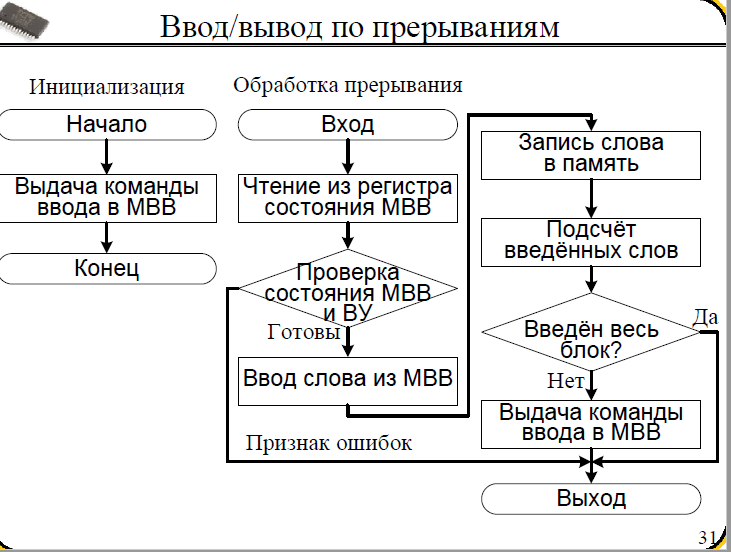 Ввод/вывод по прерываниям
Инициализация
Начало
Выдача команды
ввода в МВВ
Конец
Обработка прерывания
Вход
Чтение из регистра
состояния МВВ
Проверка
состояния МВВ
и ВУ
Готовы
Ввод слова из МВВ
Признак ошибок
Запись слова
в память
Подсчёт
введённых слов
Введён весь
блок?
Да
Нет
Выдача команды
ввода в МВВ
Выход
31